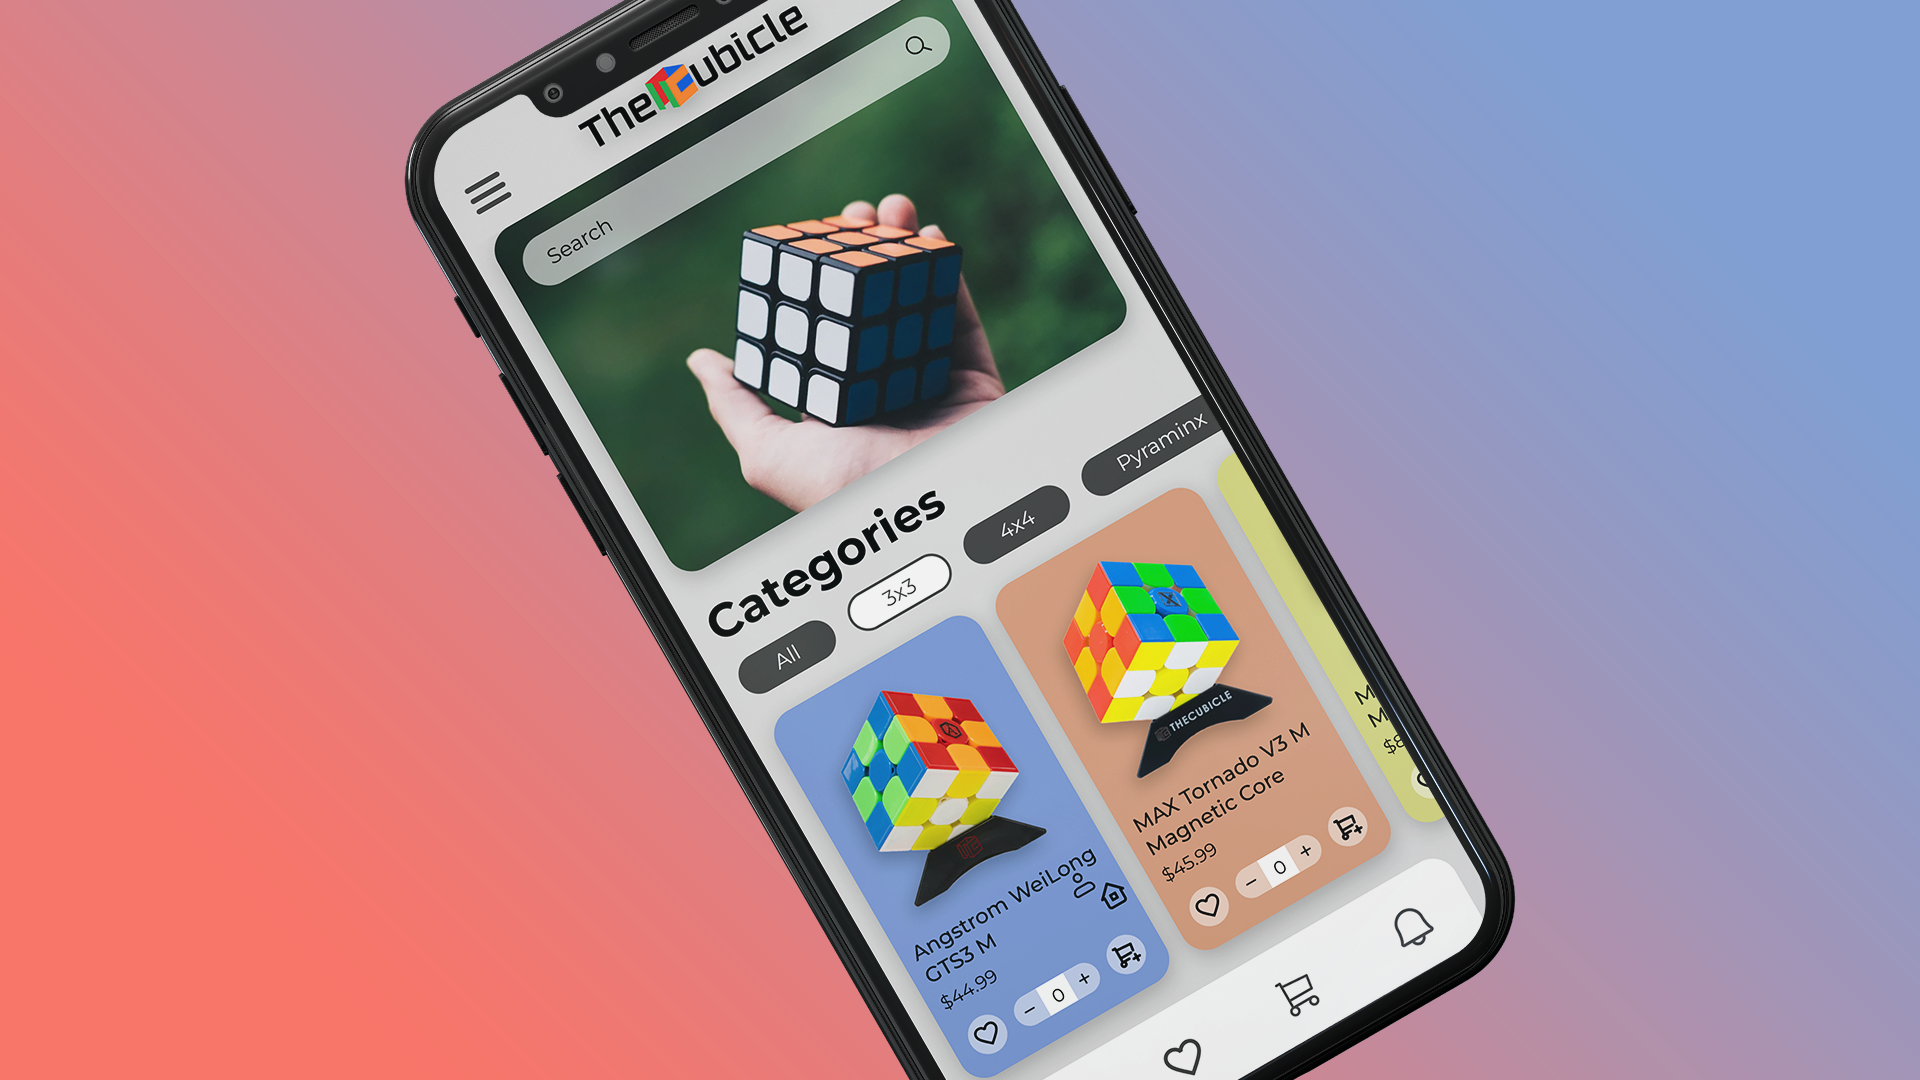 TheCubicle
Search
Categories
All
3x3
4x4
Pyraminx
Angstrom WeiLong
GTS3 M
$44.99
− 0 +
THECUBICLE
MAX Tornado V3 M
Magnetic Core
$45.99
− 0 +
M
M
$8